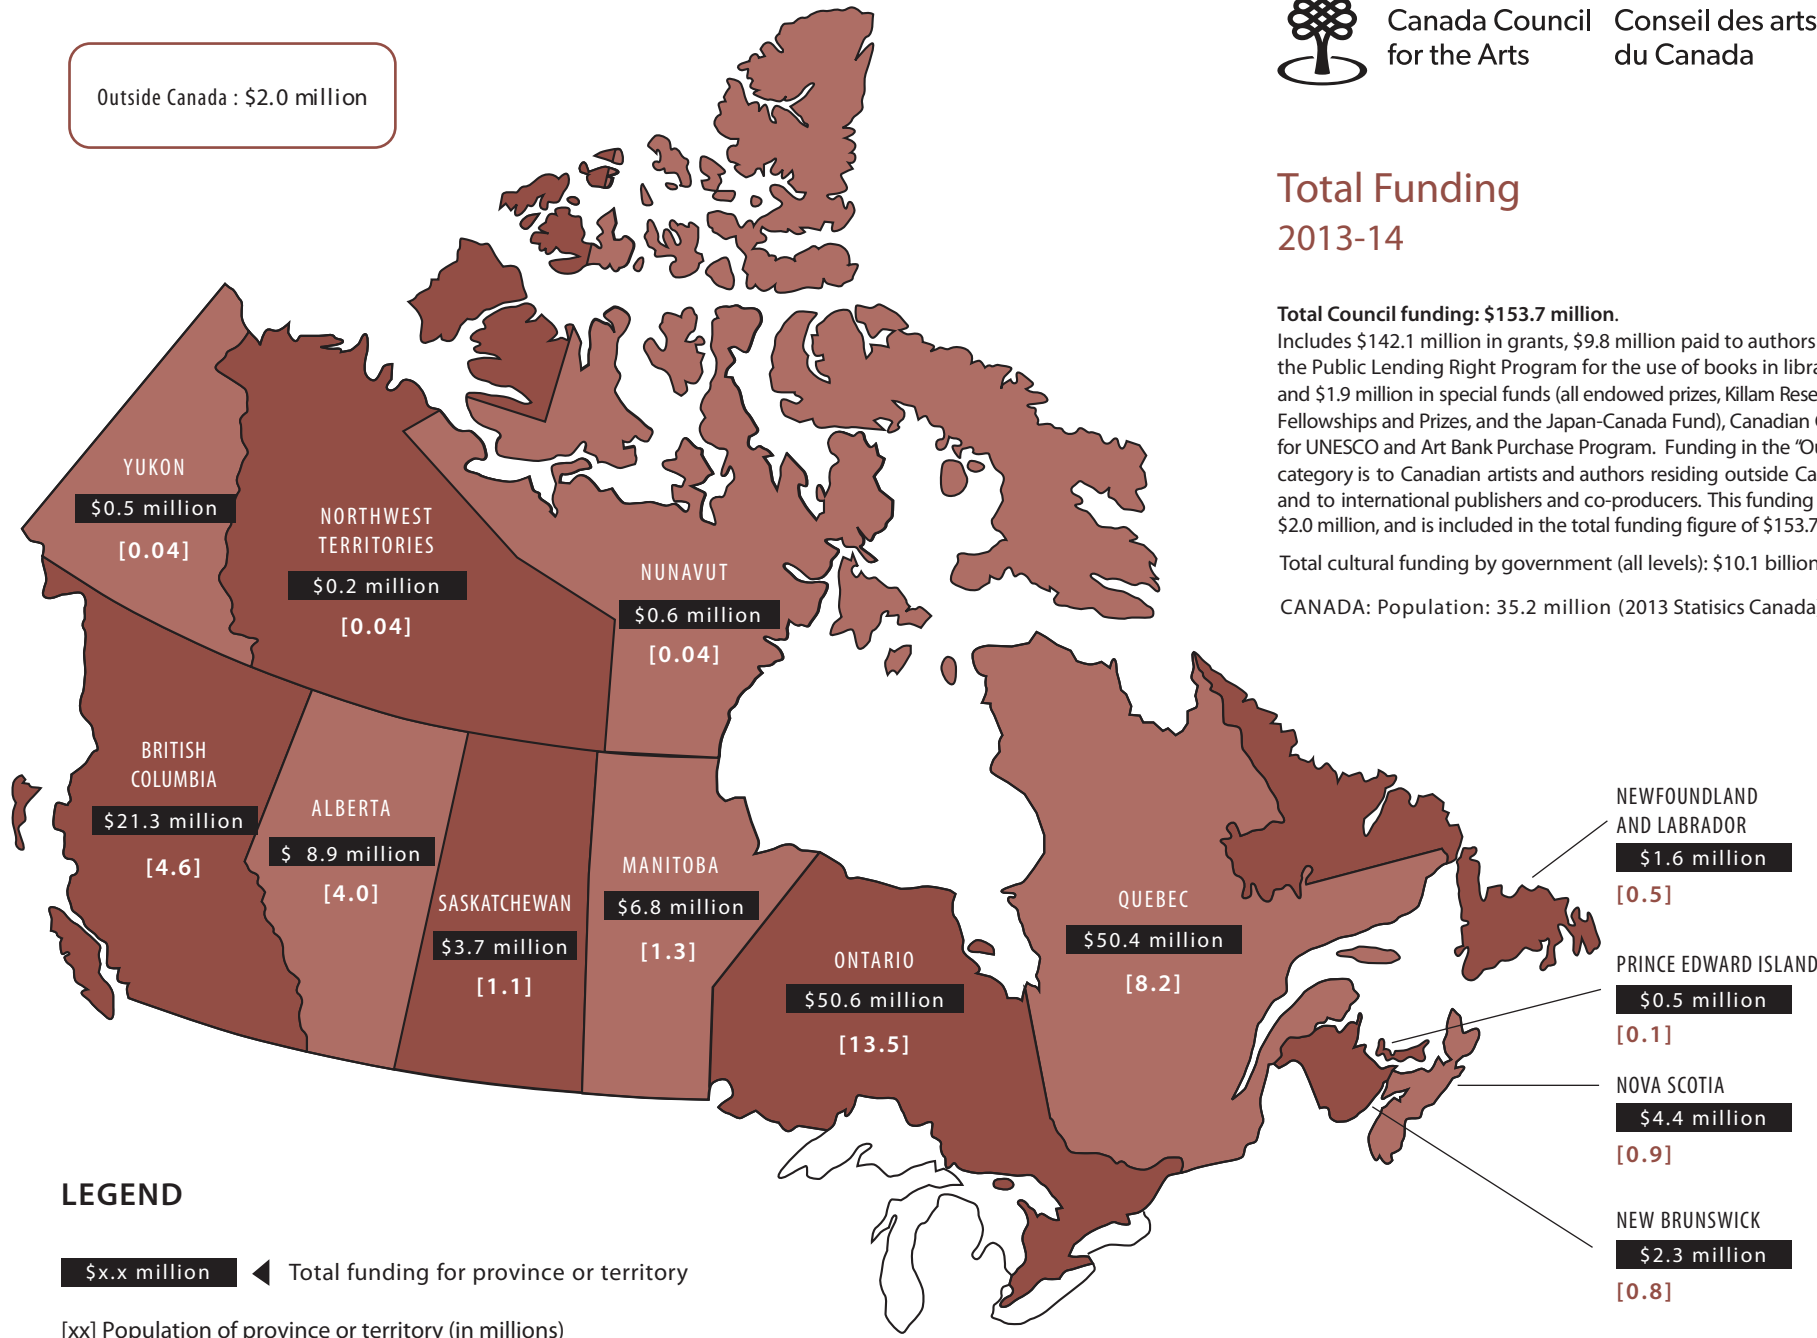 Outside Canada : $2.0 million
Canada Council
for the Arts
Conseil des arts
du Canada
Total Funding
2013-14
Total Council funding: $153.7 million.
Includes $142.1 million in grants, $9.8 million paid to authors
the Public Lending Right Program for the use of books in
and $1.9 million in special funds (all endowed prizes, Killam
Fellowships and Prizes, and the Japan-Canada Fund), Canadian
for UNESCO and Art Bank Purchase Program. Funding in the
category is to Canadian artists and authors residing outside
and to international publishers and co-producers. This funding
$2.0 million, and is included in the total funding figure of $153.7
Total cultural funding by government (all levels): $10.1 billion
CANADA: Population: 35.2 million (2013 Statisics Canada
YUKON
$0.5 million
[0.04]
NORTHWEST
TERRITORIES
$0.2 million
[0.04]
NUNAVUT
$0.6 million
[0.04]
BRITISH
COLUMBIA
$21.3 million
[4.6]
ALBERTA
$ 8.9 million
[4.0]
SASKATCHEWAN
$3.7 million
[1.1]
MANITOBA
$6.8 million
[1.3]
ONTARIO
$50.6 million
[13.5]
QUEBEC
$50.4 million
[8.2]
NEWFOUNDLAND
AND LABRADOR
$1.6 million
[0.5]
PRINCE EDWARD ISLAND
$0.5 million
[0.1]
NOVA SCOTIA
$4.4 million
[0.9]
NEW BRUNSWICK
$2.3 million
[0.8]
LEGEND
$x.x million
Total funding for province or territory
[xx] Population of province or territory (in millions)